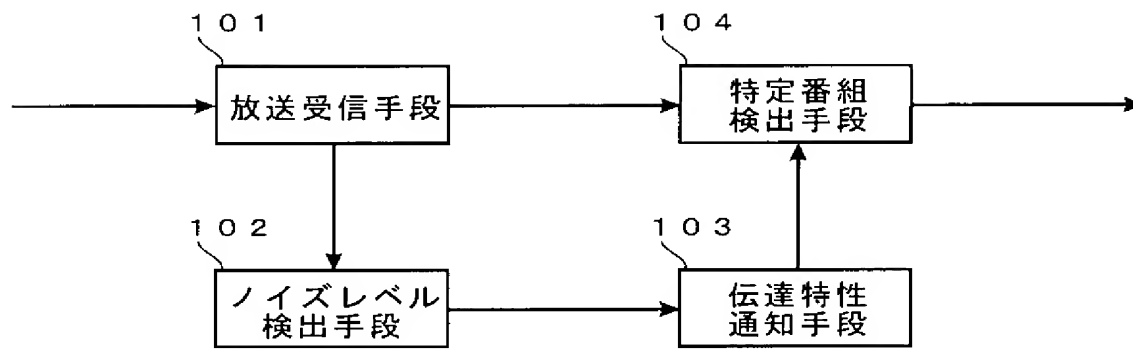 １０１
放送受信手段
１０４
特定番組
検出手段
１０２
ノイズレベル
検出手段
１０３
伝達特性
通知手段